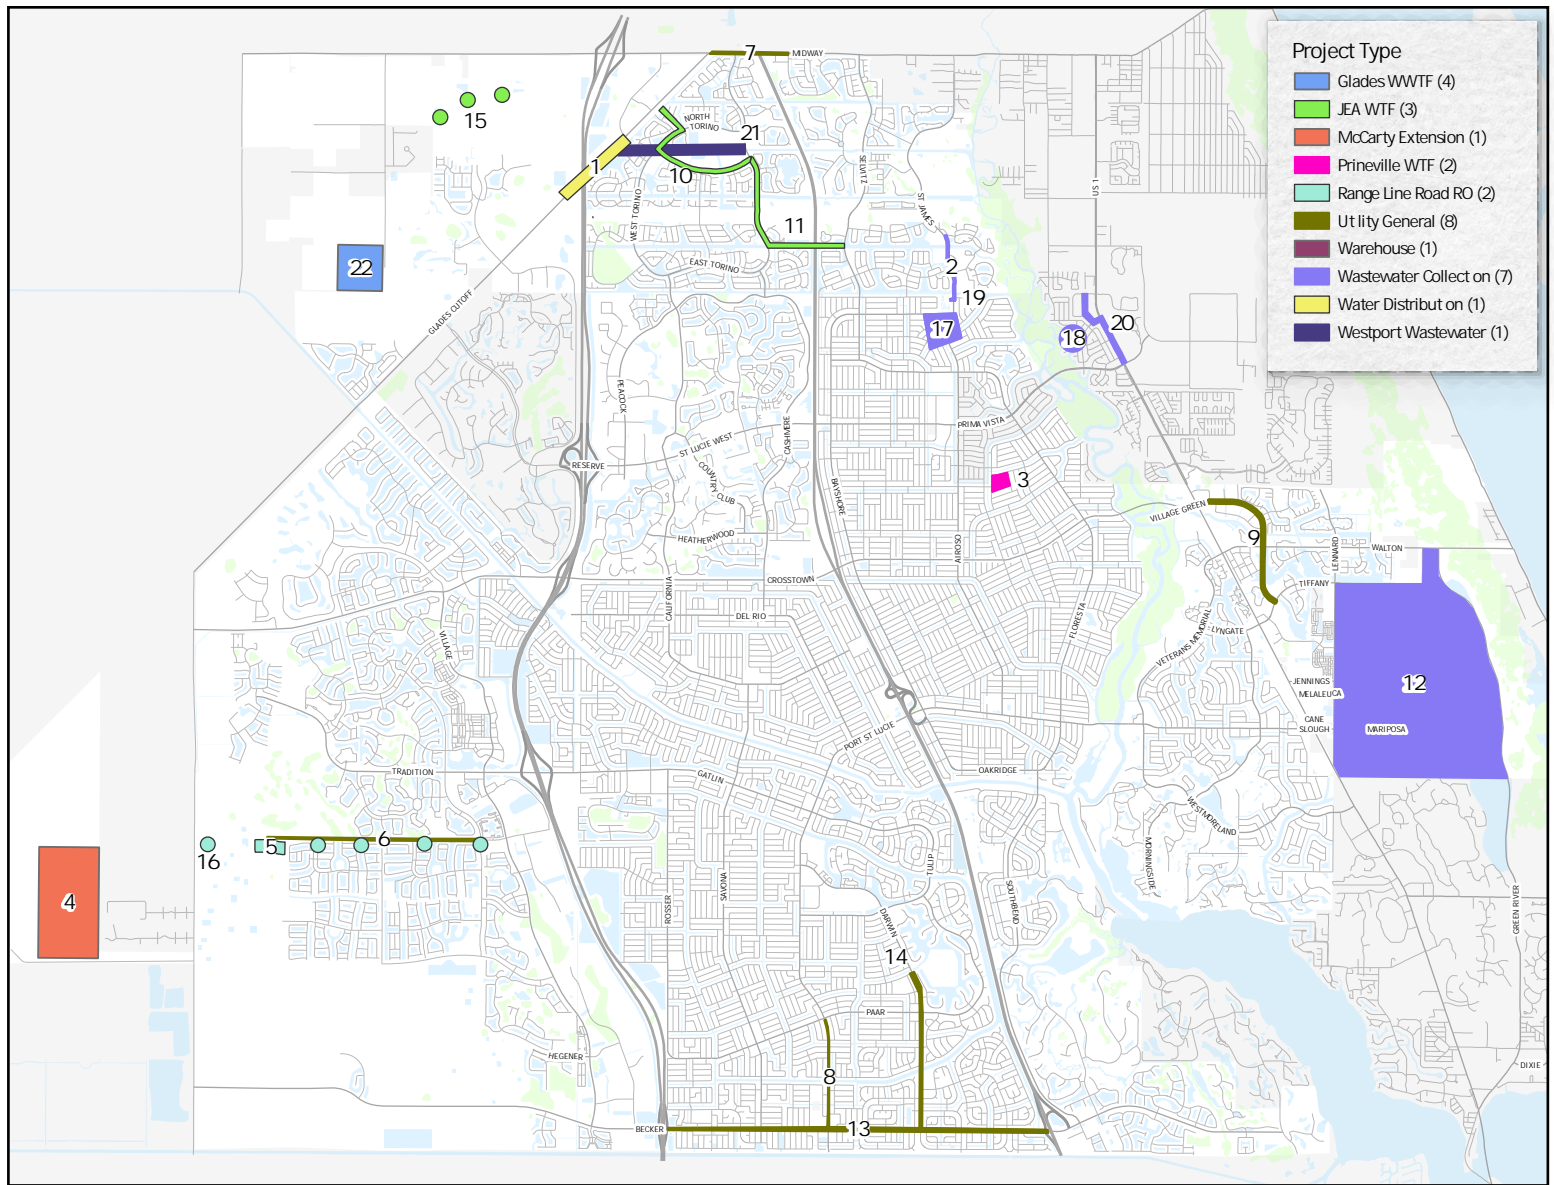 Project Type
Glades WWTF (4)
JEA WTF (3)
McCarty Extension (1)
Prineville WTF (2)
Range Line Road RO (2)
Ut lity General (8)
Warehouse (1)
Wastewater Collect on (7)
Water Distribut on (1)
Westport Wastewater (1)
7
MIDWAY
15
NORTH
TORINO
21
1
10
SELVITZ
US 1
WEST TORINO
ST JAMES
11
22
EAST TORINO
2
19
GLADES CUTOFF
17
18
20
PEACOCK
CASHMERE
PRIMA VISTA
ST LUCIE WEST
RESERVE
COUNTRY CLUB
BAYSHORE
3
VILLAGE GREEN
HEATHERWOOD
AIROSO
9
LENNARD
WALTON
CROSSTOWN
TIFFANY
CALIFORNIA
DEL RIO
FLORESTA
VILLAGE
VETERANS MEMORIAL
LYNGATE
JENNINGS
MELALEUCA
12
CANE
SLOUGH
MARIPOSA
PORT ST LUCIE
TRADITION
GATLIN
OAKRIDGE
WESTMORELAND
6
5
16
MORNINGSIDE
TULIP
4
ROSSER
SAVONA
SOUTHBEND
GREEN RIVER
DARWIN
14
PAAR
HEGENER
DIXIE
8
BECKER
13